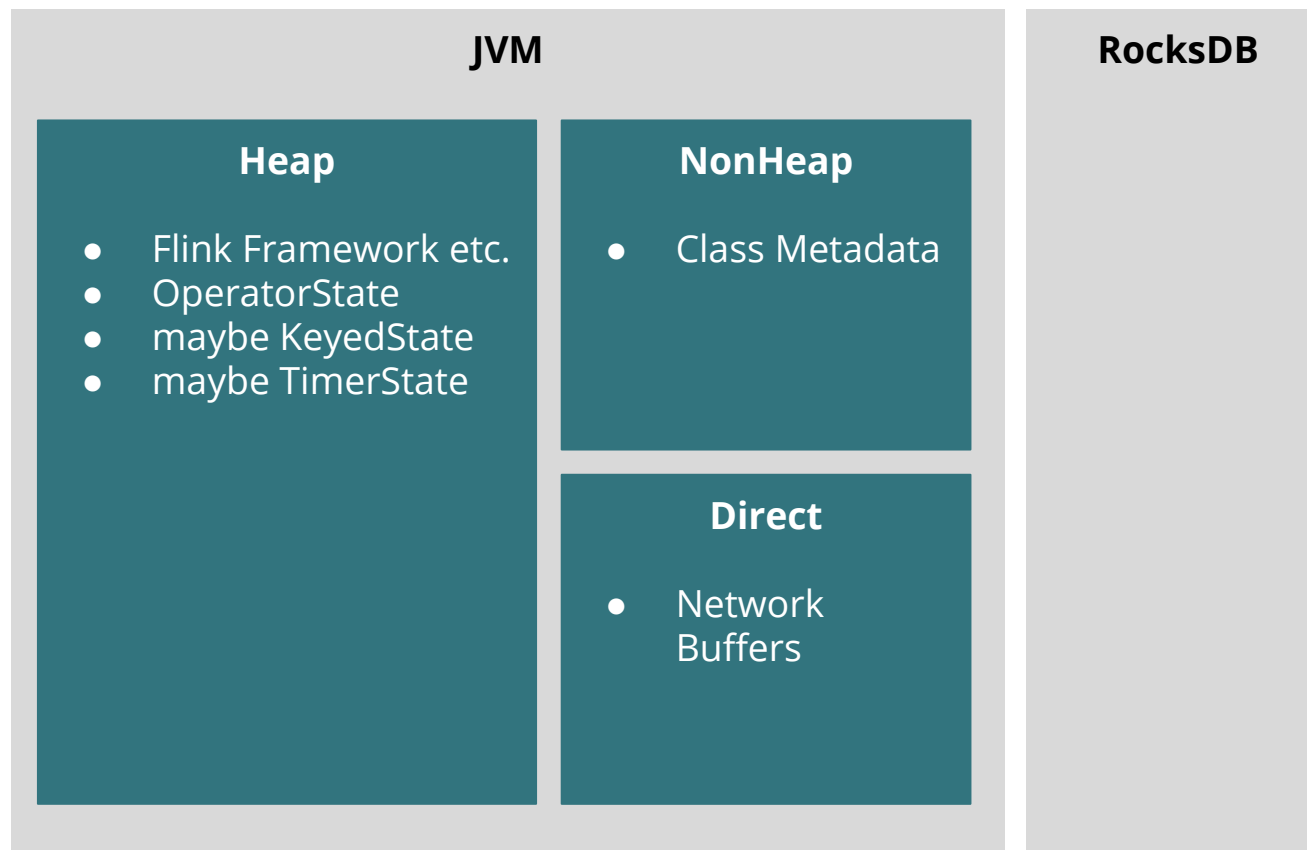 JVM
RocksDB
Heap
● Flink Framework etc.
● OperatorState
● maybe KeyedState
● maybe TimerState
NonHeap
● Class Metadata
Direct
● Network
Buffers